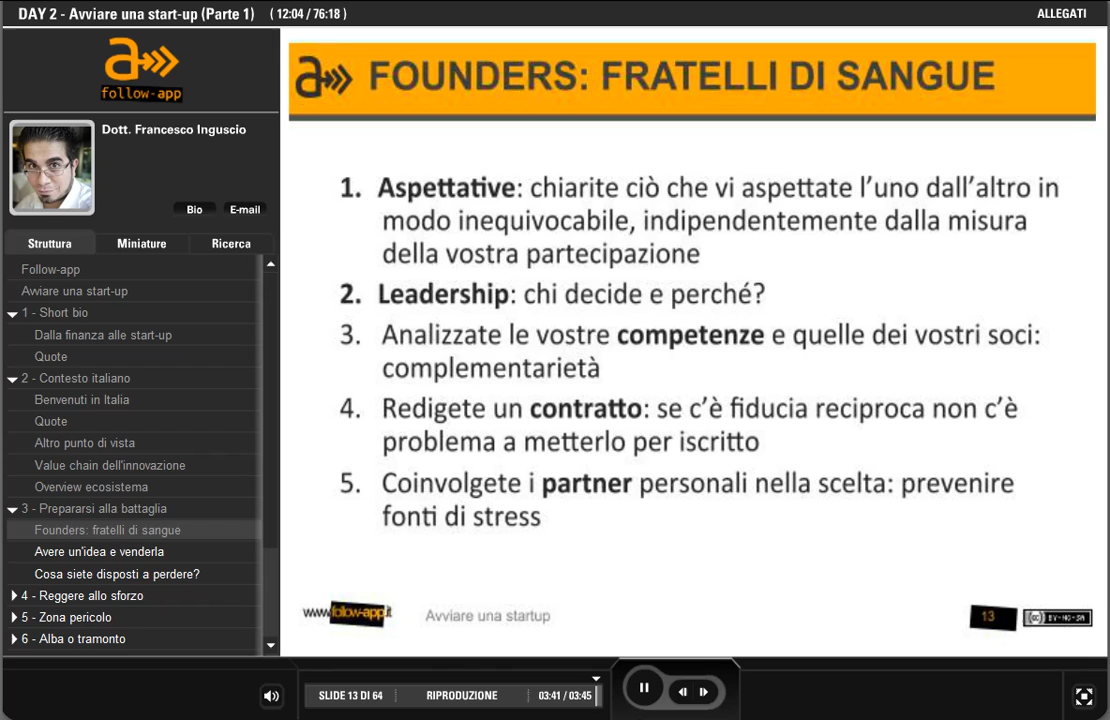 DAY 2 - Avviare una start-up (Parte 1) ( 12:04 / 76:18 )
ALLEGATI
a
follow-app
Dott. Francesco Inguscio
Bio E-mail
Struttura Miniature Ricerca
Follow-app
Avviare una start-up
1 - Short bio
Dalla finanza alle start-up
Quote
2 - Contesto italiano
Benvenuti in Italia
Quote
Altro punto di vista
Value chain dell'innovazione
Overview ecosistema
3 - Prepararsi alla battaglia
Founders: fratelli di sangue
Avere un'idea e venderla
Cosa siete disposti a perdere?
4 - Reggere allo sforzo
5 - Zona pericolo
6 - Alba o tramonto
a FOUNDERS: FRATELLI DI SANGUE
1. Aspettative: chiarite ciò che vi aspettate l'uno dall'altro in
modo inequivocabile, indipendentemente dalla misura
della vostra partecipazione
2. Leadership: chi decide e perché?
3. Analizzate le vostre competenze e quelle dei vostri soci:
complementarietà
4. Redigete un contratto: se c'è fiducia reciproca non c'è
problema a metterlo per iscritto
5. Coinvolgete i partner personali nella scelta: prevenire
fonti di stress
www.follow-app.it Avviare una startup 13 (cc) BY-NC-SA
SLIDE 13 DI 64 RIPRODUZIONE 03:41 / 03:45